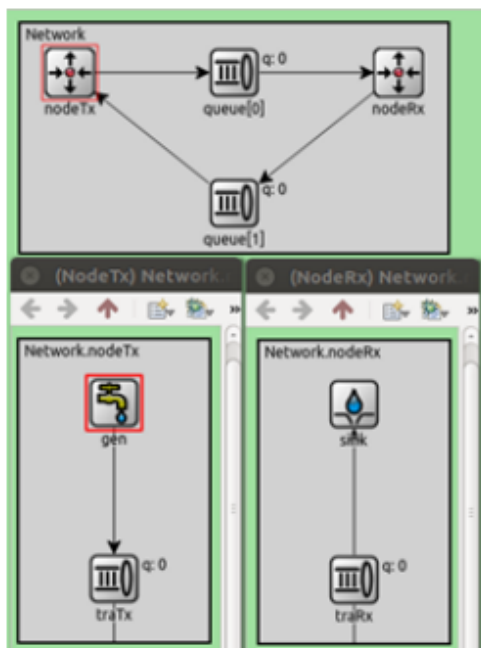 Network
nodeTx
queue[0]
q: 0
nodeRx
queue[1]
q: 0
(NodeTx) Network.
(NodeRx) Network.
Network.nodeTx
gen
traTx
q: 0
Network.nodeRx
sink
traRx
q: 0